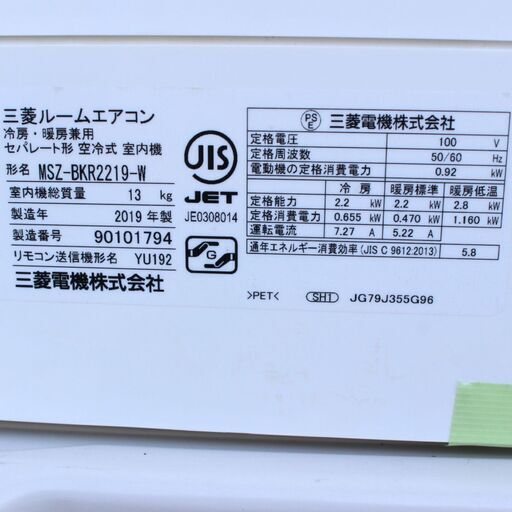 三菱ルームエアコン
冷房・暖房兼用
セパレート形 空冷式 室内機
形名 MSZ-BKR2219-W
室内機総質量 13 kg
製造年 2019 年製
製造番号 90101794
リモコン送信機形名 YU192
三菱電機株式会社
JIS
JET
JE0308014
G
PS E 三菱電機株式会社
定格電圧 100 V
定格周波数 50/60 Hz
電動機の定格消費電力 0.92 kW
冷房 暖房標準 暖房低温
定格能力 2.2 kW 2.2 kW 2.8 kW
定格消費電力 0.655 kW 0.470 kW 1.160 kW
運転電流 7.27 A 5.22 A
通年エネルギー消費効率(JIS C 9612:2013) 5.8
>PET< SHI JG79J355G96